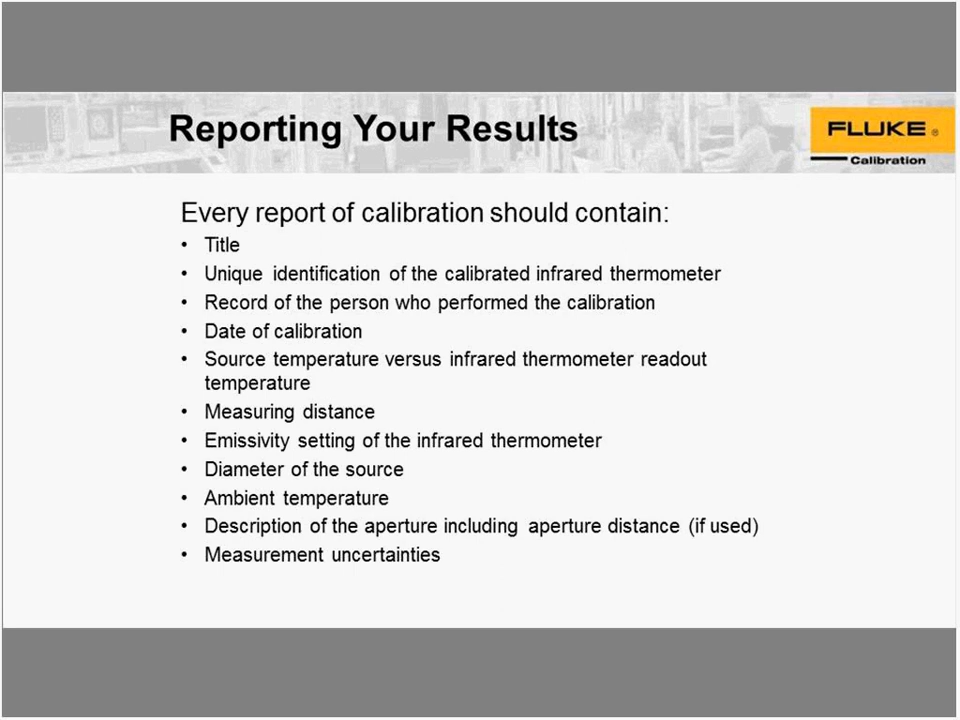 Reporting Your Results
FLUKE ®
Calibration
Every report of calibration should contain:
• Title
• Unique identification of the calibrated infrared thermometer
• Record of the person who performed the calibration
• Date of calibration
• Source temperature versus infrared thermometer readout
temperature
• Measuring distance
• Emissivity setting of the infrared thermometer
• Diameter of the source
• Ambient temperature
• Description of the aperture including aperture distance (if used)
• Measurement uncertainties